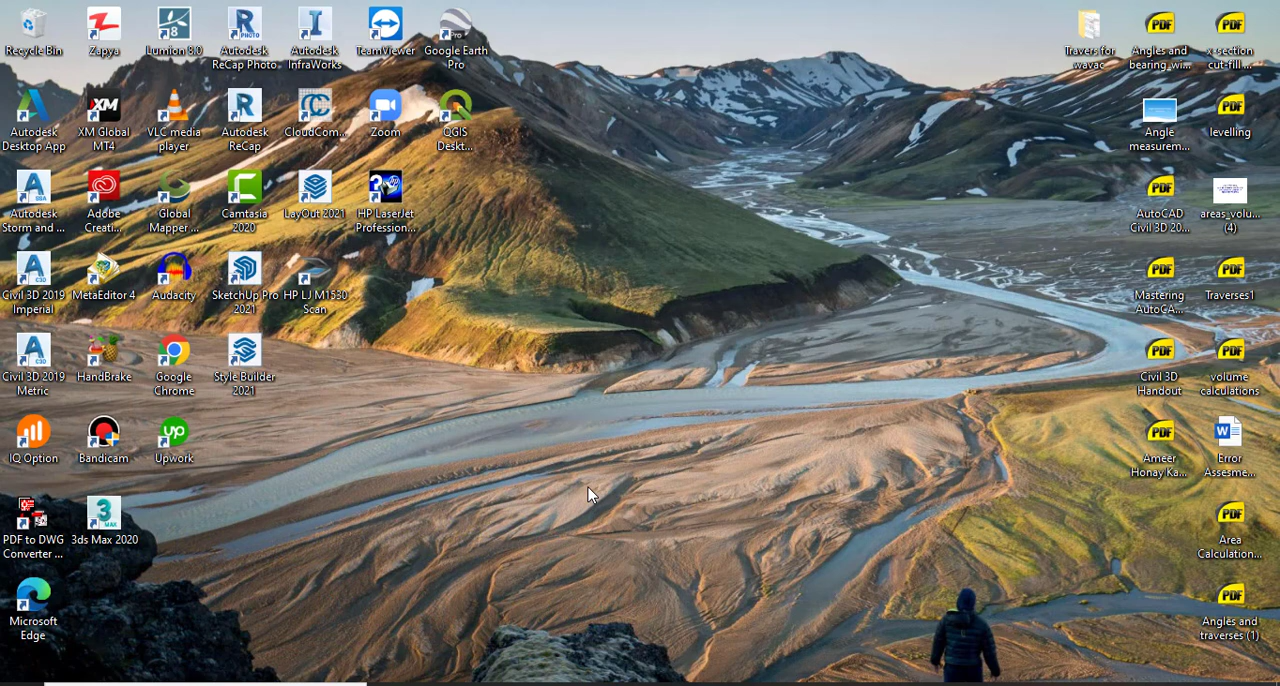 Recycle Bin
Zapya
Lumion 8.0
Autodesk
ReCap Photo
Autodesk
InfraWorks
TeamViewer
Google Earth
Pro
Travers for
wavac
Angles and
bearing_wi...
x-section
cut-fill...
Autodesk
Desktop App
XM Global
MT4
VLC media
player
Autodesk
ReCap
CloudCom...
Zoom
QGIS
Deskt...
Angle
measurem...
levelling
Autodesk
Storm and ...
Adobe
Creati...
Global
Mapper ...
Camtasia
2020
LayOut 2021
HP LaserJet
Profession...
AutoCAD
Civil 3D 20...
areas_volu...
(4)
Civil 3D 2019
Imperial
MetaEditor 4
Audacity
SketchUp Pro
2021
HP LJ M1530
Scan
Mastering
AutoCA...
Traverses1
Civil 3D 2019
Metric
HandBrake
Google
Chrome
Style Builder
2021
Civil 3D
Handout
volume
calculations
IQ Option
Bandicam
Upwork
Ameer
Honay Ka...
Error
Assesme...
PDF to DWG
Converter ...
3ds Max 2020
Area
Calculation...
Microsoft
Edge
Angles and
traverses (1)